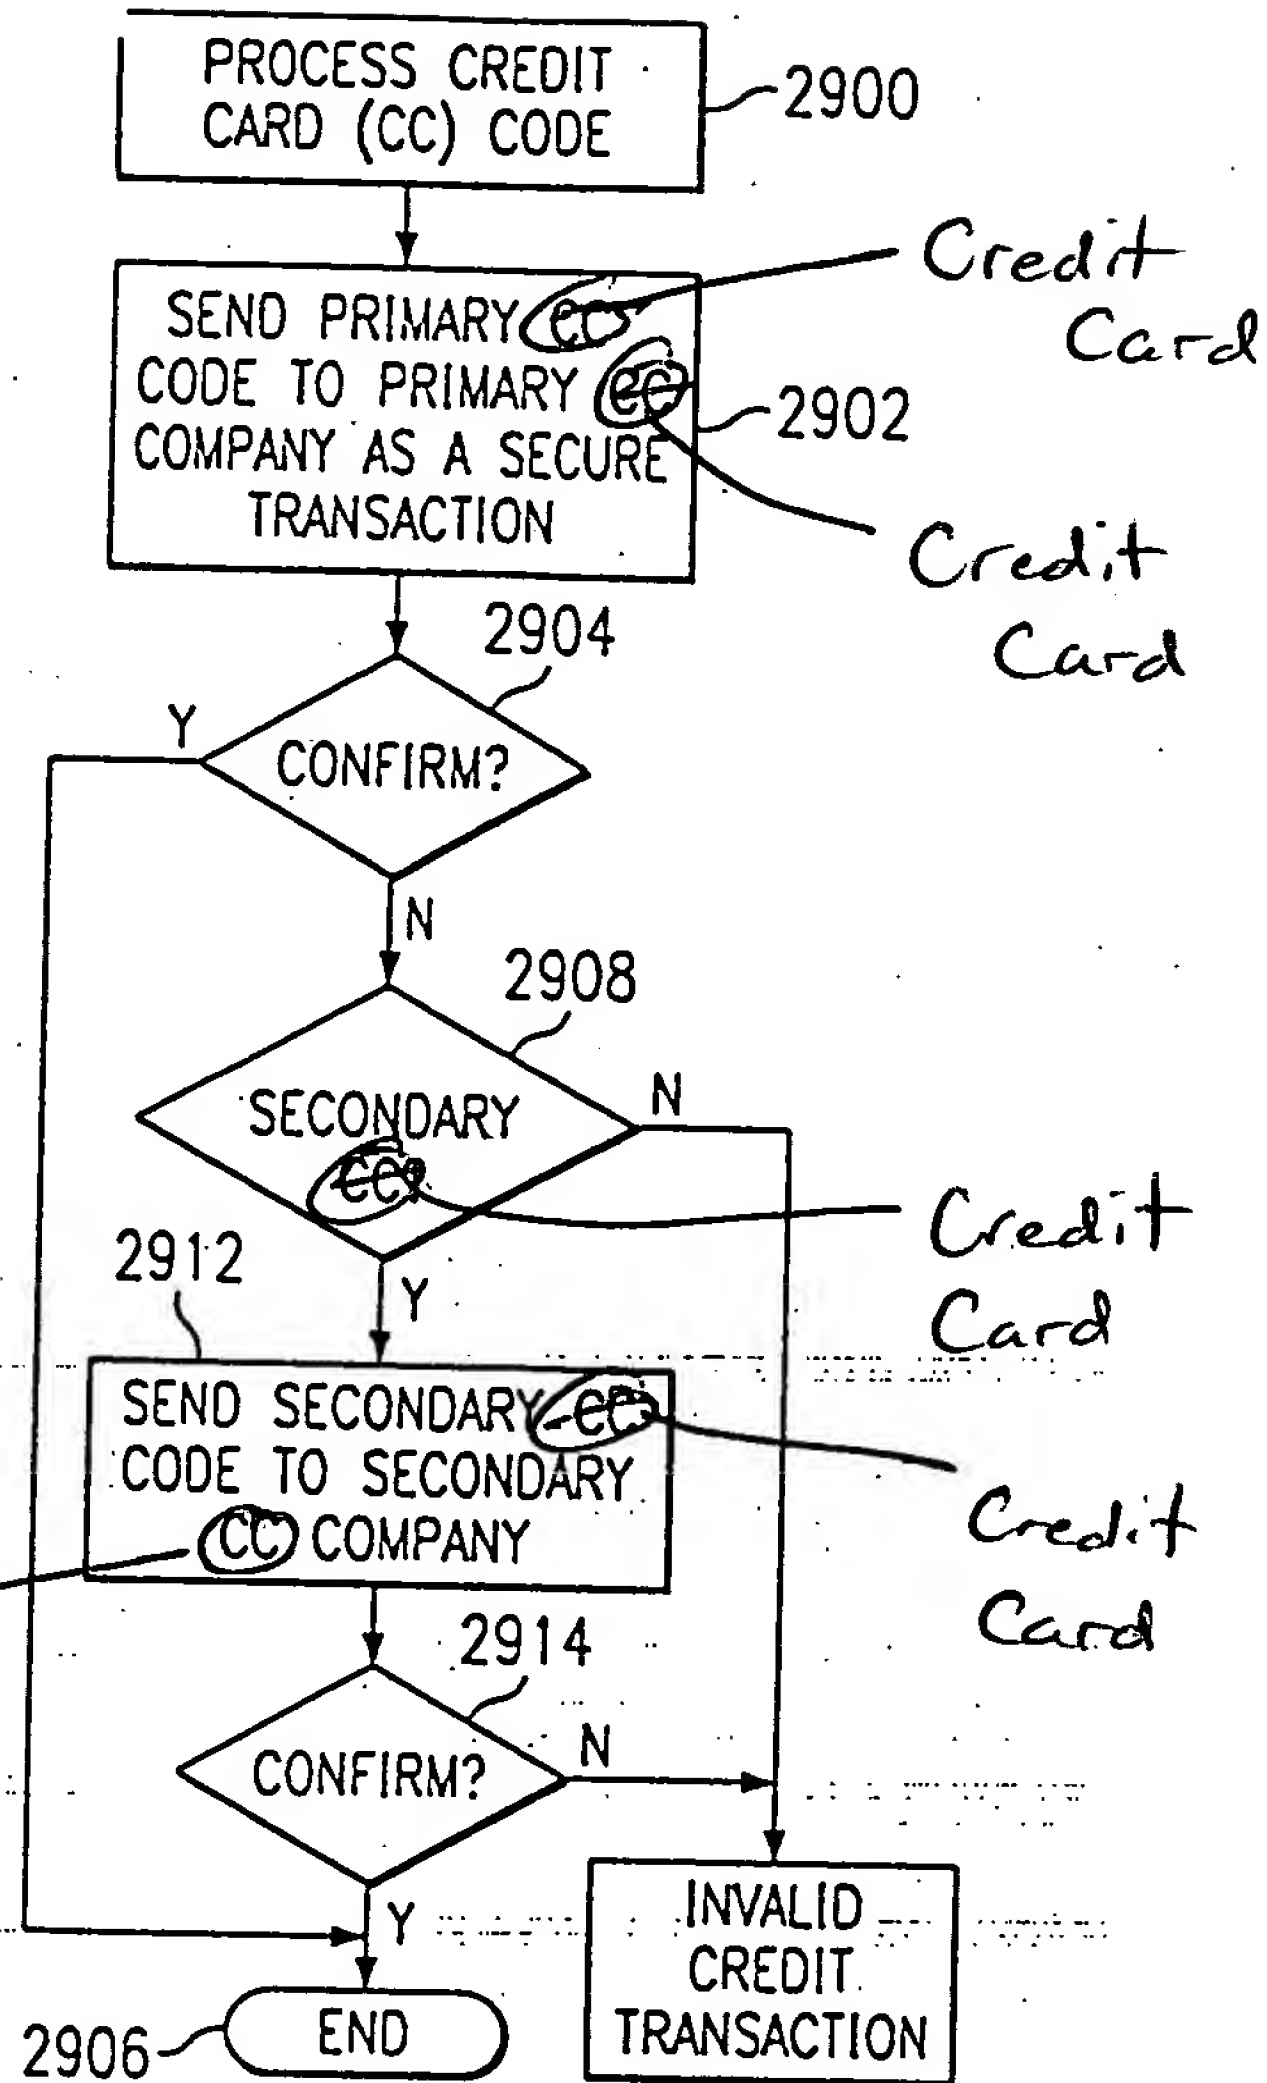 PROCESS CREDIT
CARD (CC) CODE
2900
SEND PRIMARY CC
CODE TO PRIMARY CC
COMPANY AS A SECURE
TRANSACTION
2902
Credit
Card
Credit
Card
2904
Y
CONFIRM?
N
2908
SECONDARY
CC?
N
Credit
Card
Y
2912
SEND SECONDARY CC
CODE TO SECONDARY
CC COMPANY
Credit
Card
2914
CONFIRM?
N
Y
INVALID
CREDIT
TRANSACTION
2906
END